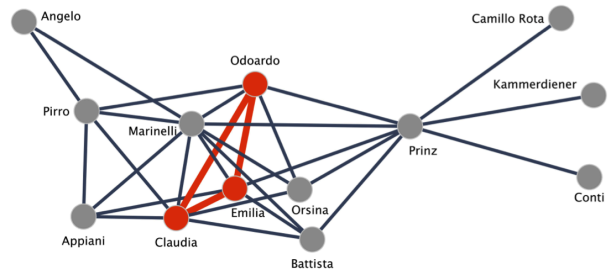 Angelo
Camillo Rota
Odoardo
Kammerdiener
Pirro
Marinelli
Prinz
Conti
Emilia
Orsina
Appiani
Claudia
Battista